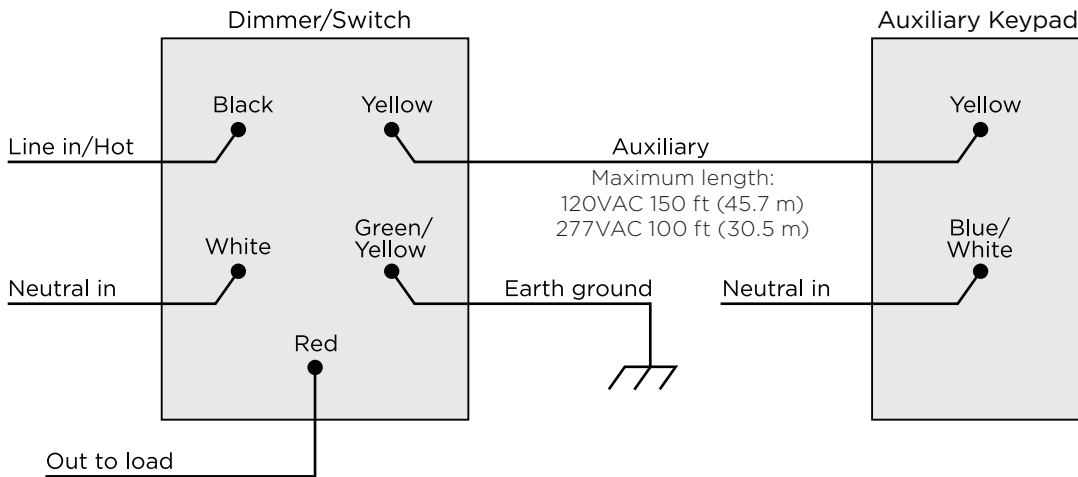 Dimmer/Switch
Auxiliary Keypad
Black
Yellow
Yellow
Line in/Hot
Auxiliary
Maximum length:
120VAC 150 ft (45.7 m)
277VAC 100 ft (30.5 m)
White
Green/
Yellow
Blue/
White
Neutral in
Earth ground
Neutral in
Red
Out to load